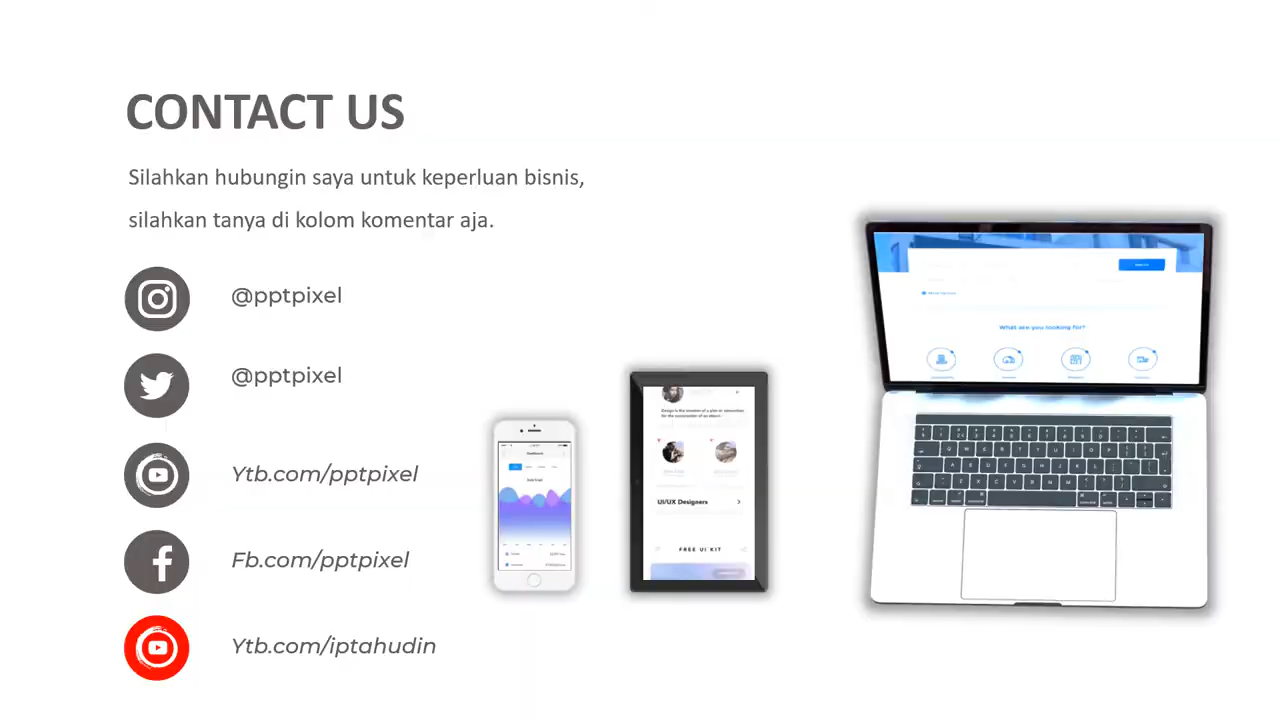 CONTACT US
Silahkan hubungin saya untuk keperluan bisnis,
silahkan tanya di kolom komentar aja.
@pptpixel
@pptpixel
Ytb.com/pptpixel
Fb.com/pptpixel
Ytb.com/iptahudin
What are you looking for?
Dashboard
UI/UX Designers
FREE UI KIT